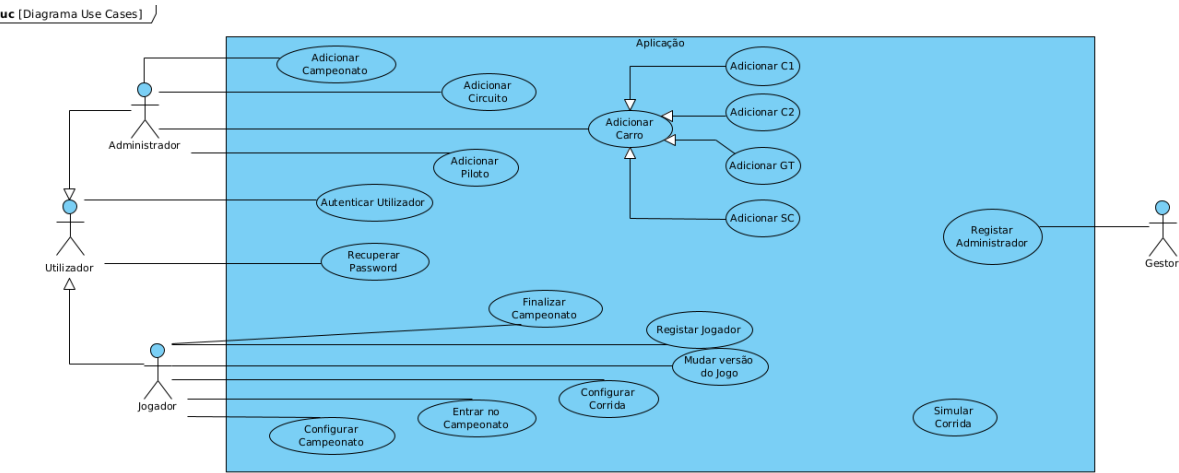 uc [Diagrama Use Cases]
Aplicação
Adicionar
Campeonato
Adicionar C1
Adicionar
Circuito
Adicionar C2
Adicionar
Carro
Administrador
Adicionar
Piloto
Adicionar GT
Autenticar Utilizador
Adicionar SC
Registar
Administrador
Utilizador
Recuperar
Password
Gestor
Finalizar
Campeonato
Registar Jogador
Mudar versão
do Jogo
Jogador
Configurar
Corrida
Entrar no
Campeonato
Simular
Corrida
Configurar
Campeonato